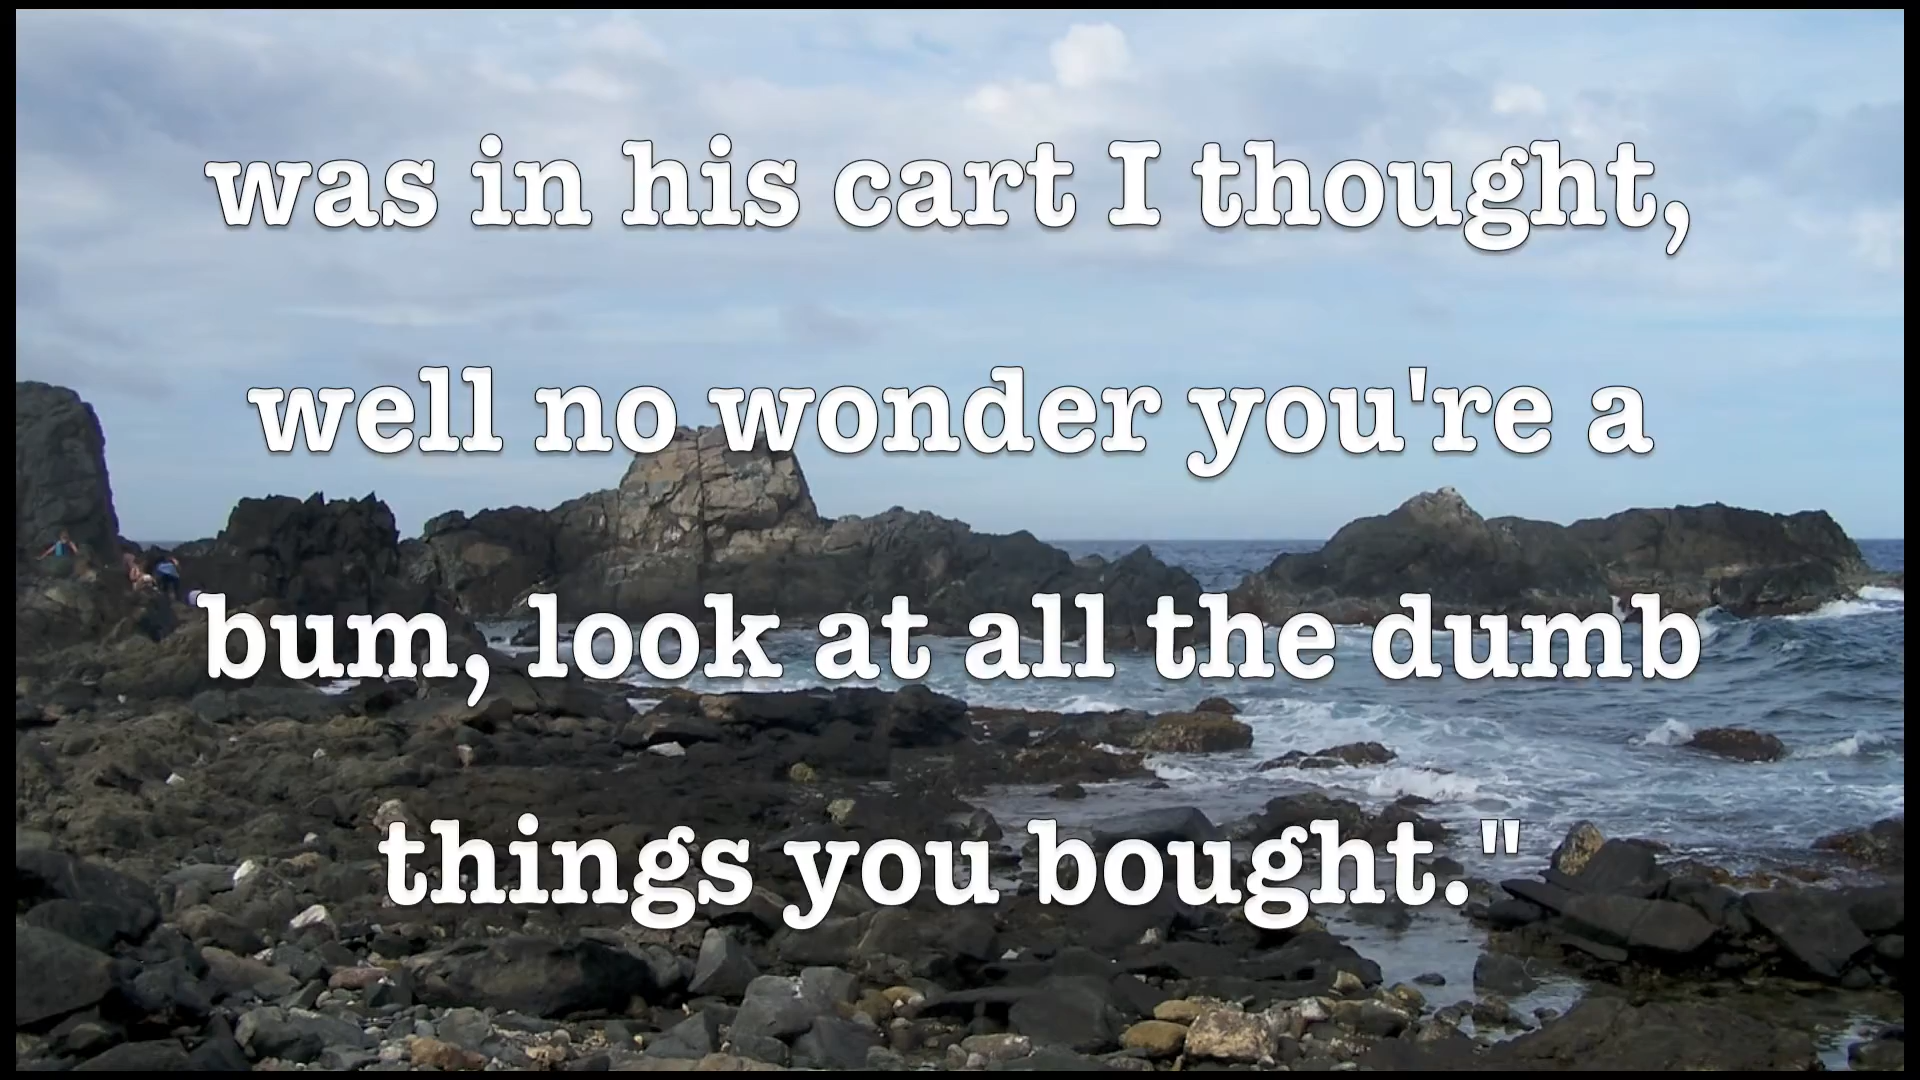 was in his cart I thought,
well no wonder you're a
bum, look at all the dumb
things you bought."